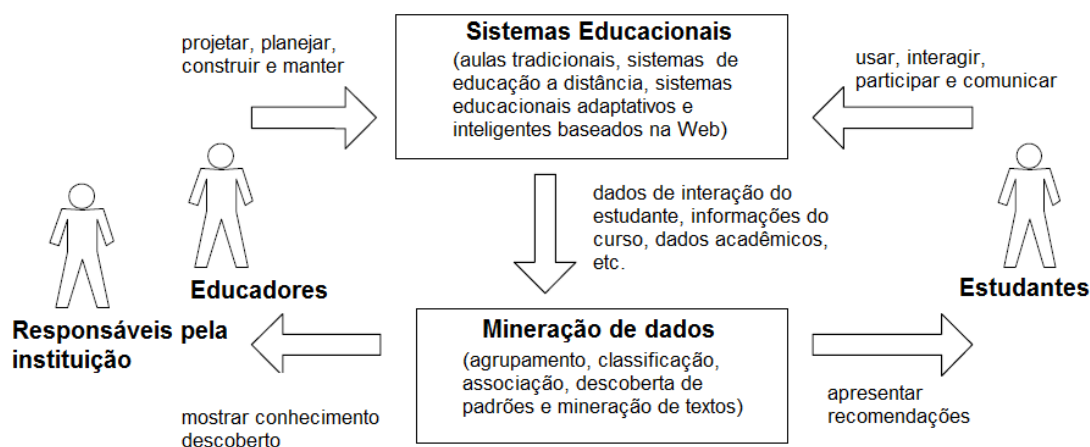 Sistemas Educacionais
(aulas tradicionais, sistemas de
educação a distância, sistemas
educacionais adaptativos e
inteligentes baseados na Web)
projetar, planejar,
construir e manter
usar, interagir,
participar e comunicar
dados de interação do
estudante, informações do
curso, dados acadêmicos,
etc.
Educadores
Responsáveis pela
instituição
Estudantes
Mineração de dados
(agrupamento, classificação,
associação, descoberta de
padrões e mineração de textos)
mostrar conhecimento
descoberto
apresentar
recomendações